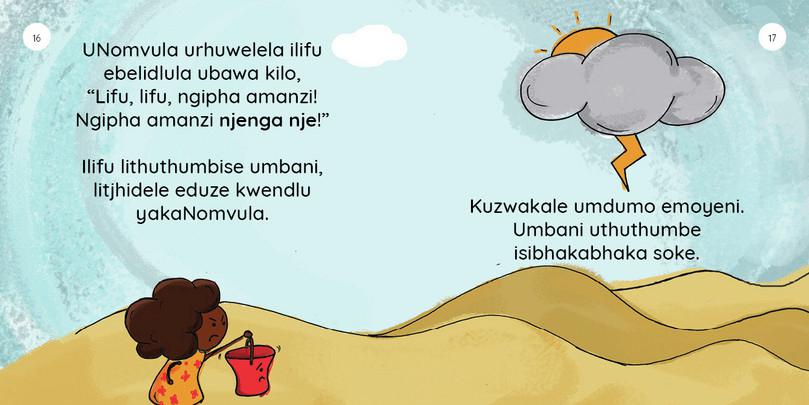 16
UNomvula urhuwelela ilifu
ebelidlula ubawa kilo,
“Lifu, lifu, ngipha amanzi!
Ngipha amanzi njenga nje!”
Ilifu lithuthumbise umbani,
litjhidele eduze kwendlu
yakaNomvula.
17
Kuzwakale umdumo emoyeni.
Umbani uthuthumbe
isibhakabhaka soke.